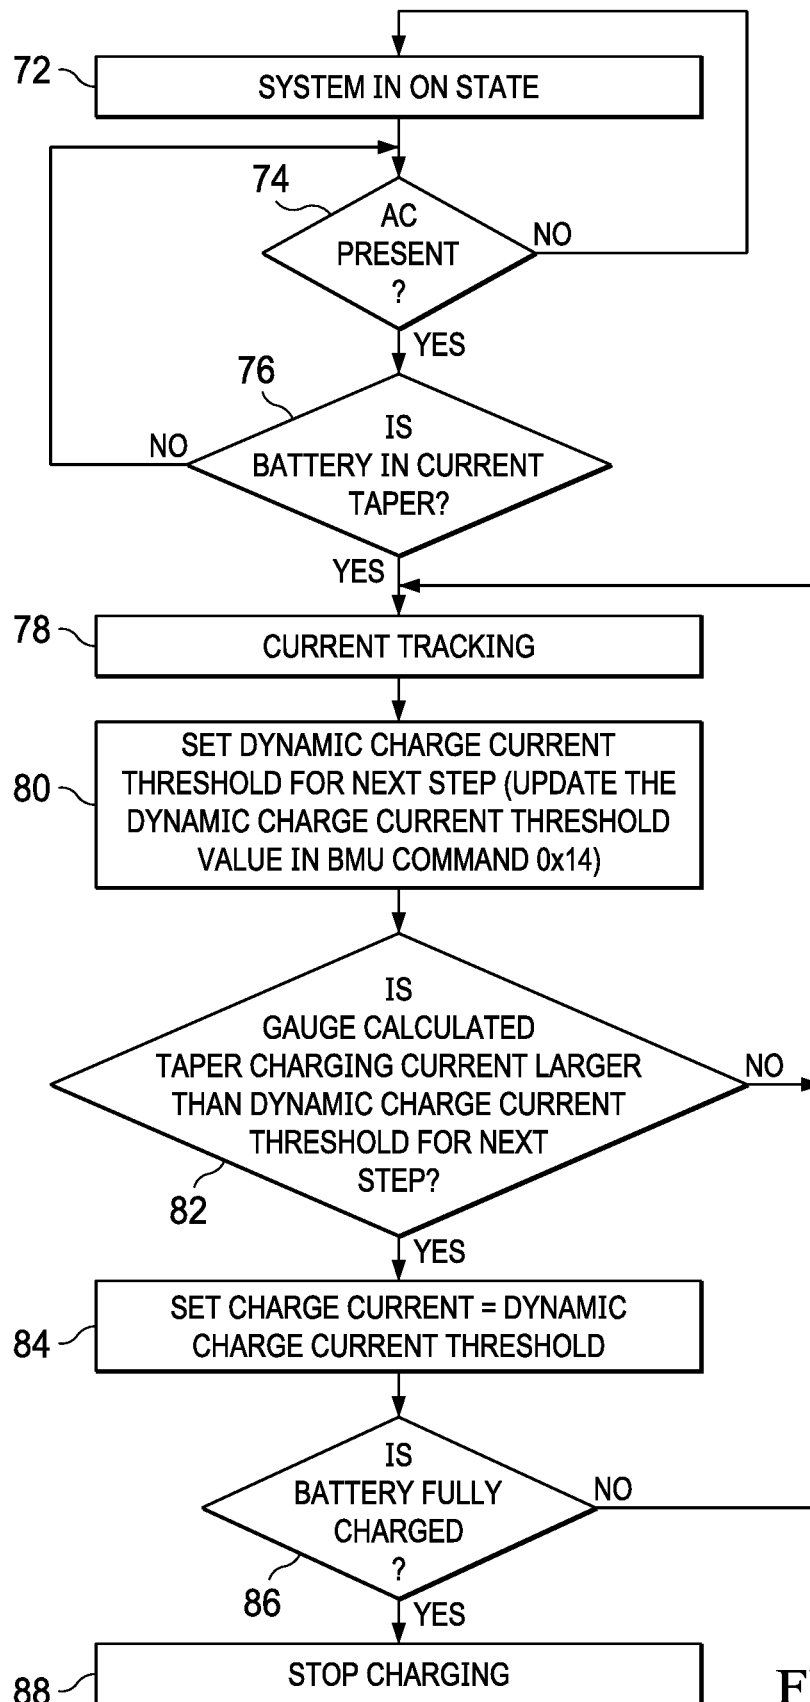 72
SYSTEM IN ON STATE
74
AC
PRESENT
?
NO
YES
76
IS
BATTERY IN CURRENT
TAPER?
NO
YES
78
CURRENT TRACKING
80
SET DYNAMIC CHARGE CURRENT
THRESHOLD FOR NEXT STEP (UPDATE THE
DYNAMIC CHARGE CURRENT THRESHOLD
VALUE IN BMU COMMAND 0x14)
IS
GAUGE CALCULATED
TAPER CHARGING CURRENT LARGER
THAN DYNAMIC CHARGE CURRENT
THRESHOLD FOR NEXT
STEP?
NO
82
YES
84
SET CHARGE CURRENT = DYNAMIC
CHARGE CURRENT THRESHOLD
IS
BATTERY FULLY
CHARGED
?
NO
86
YES
88
STOP CHARGING